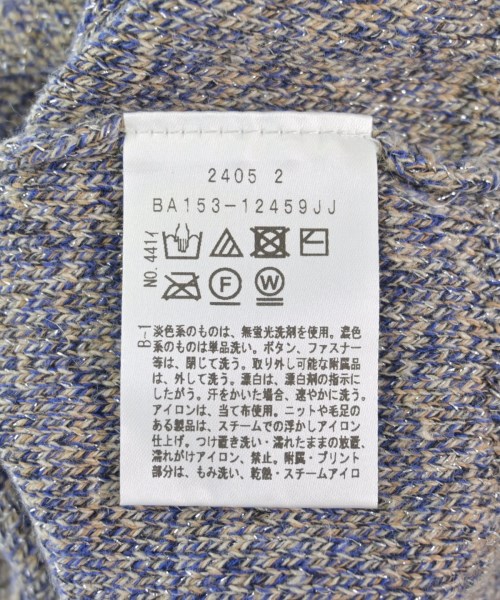 2405 2
BA153-12459JJ
NO.441イ
F
W
B-1
淡色系のものは、無蛍光洗剤を使用。濃色
系のものは単品洗い。ボタン、ファスナー
等は、閉じて洗う。取り外し可能な附属品
は、外して洗う。漂白は、漂白剤の指示に
したがう。汗をかいた場合、速やかに洗う。
アイロンは、当て布使用。ニットや毛足の
ある製品は、スチームでの浮かしアイロン
仕上げ。つけ置き洗い・濡れたままの放置、
濡れがけアイロン、禁止。附属・プリント
部分は、もみ洗い、乾熱・スチームアイロ